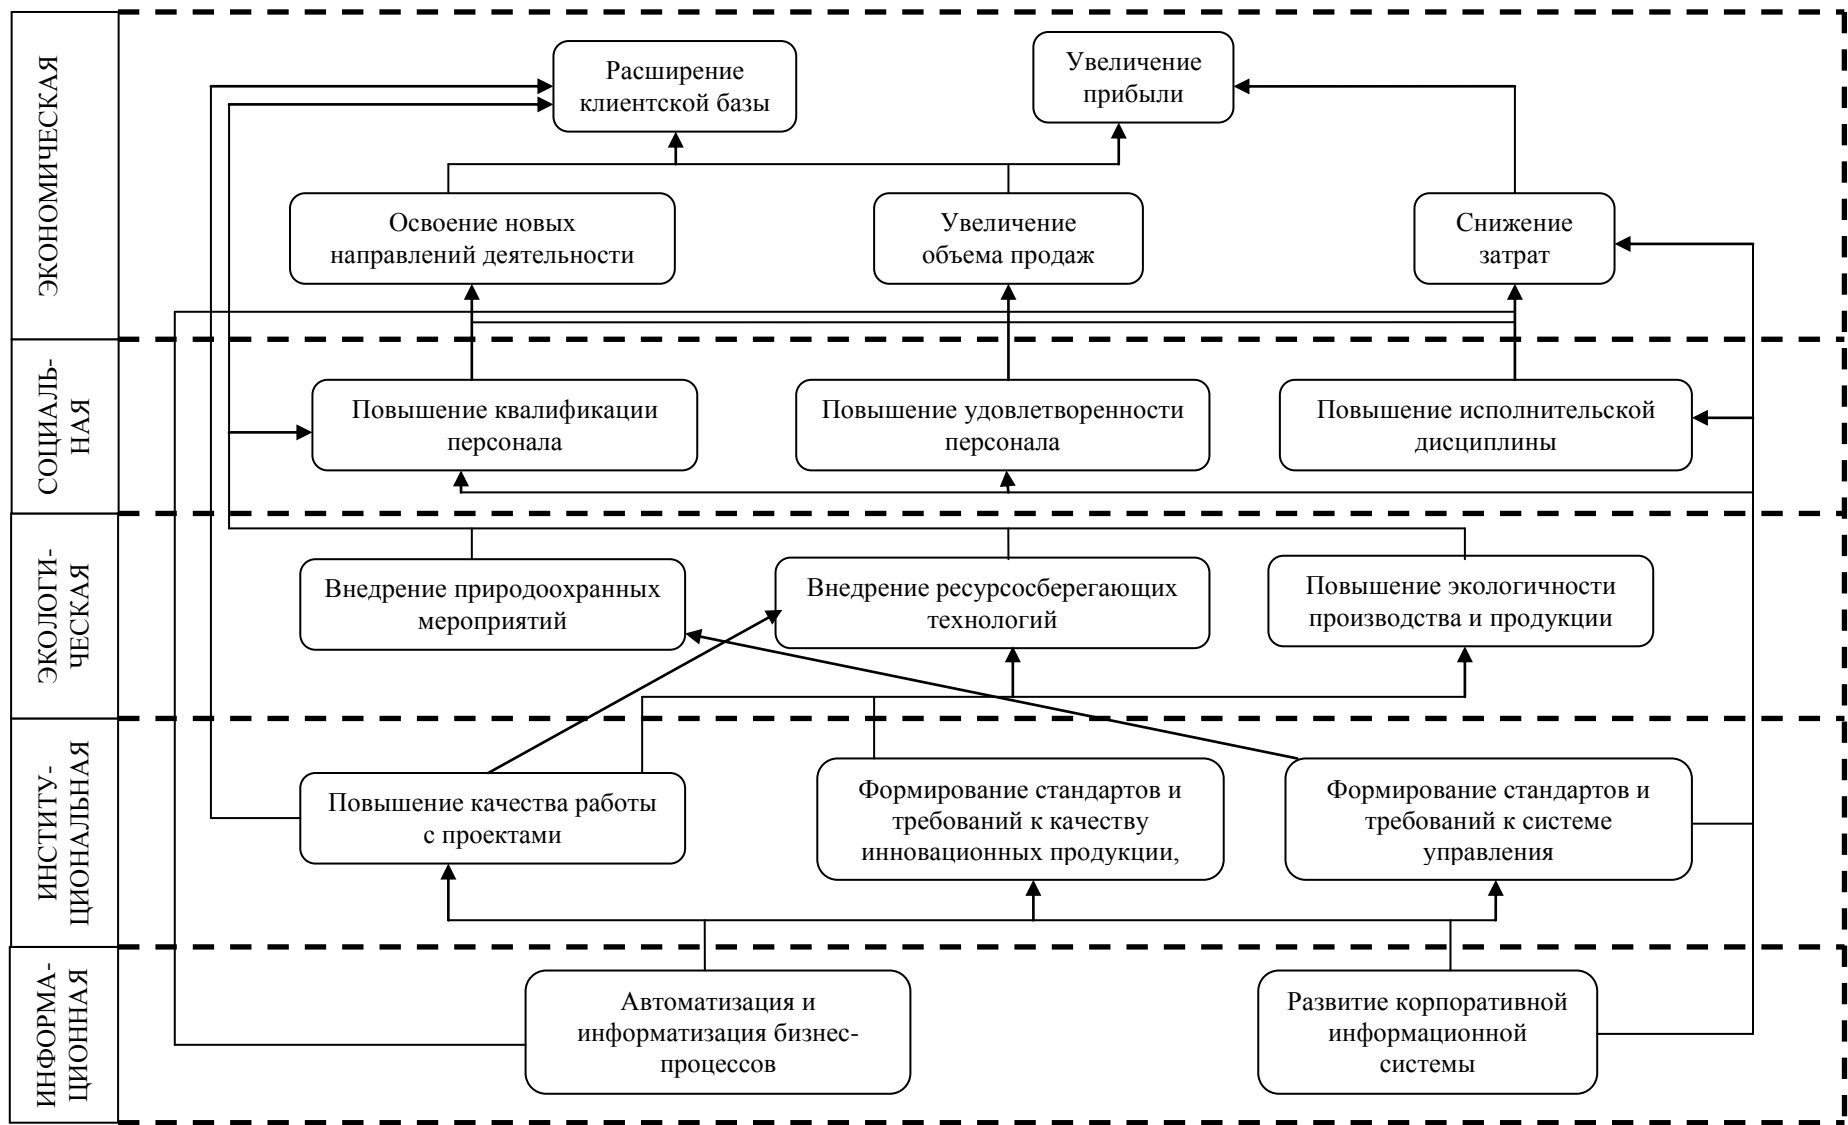 ЭКОНОМИЧЕСКАЯ
Расширение
клиентской базы
Увеличение
прибыли
Освоение новых
направлений деятельности
Увеличение
объема продаж
Снижение
затрат
СОЦИАЛЬ-
НАЯ
Повышение квалификации
персонала
Повышение удовлетворенности
персонала
Повышение исполнительской
дисциплины
ЭКОЛОГИ-
ЧЕСКАЯ
Внедрение природоохранных
мероприятий
Внедрение ресурсосберегающих
технологий
Повышение экологичности
производства и продукции
ИНСТИТУ-
ЦИОНАЛЬНАЯ
Повышение качества работы
с проектами
Формирование стандартов и
требований к качеству
инновационных продукции,
Формирование стандартов и
требований к системе
управления
ИНФОРМА-
ЦИОННАЯ
Автоматизация и
информатизация бизнес-
процессов
Развитие корпоративной
информационной
системы